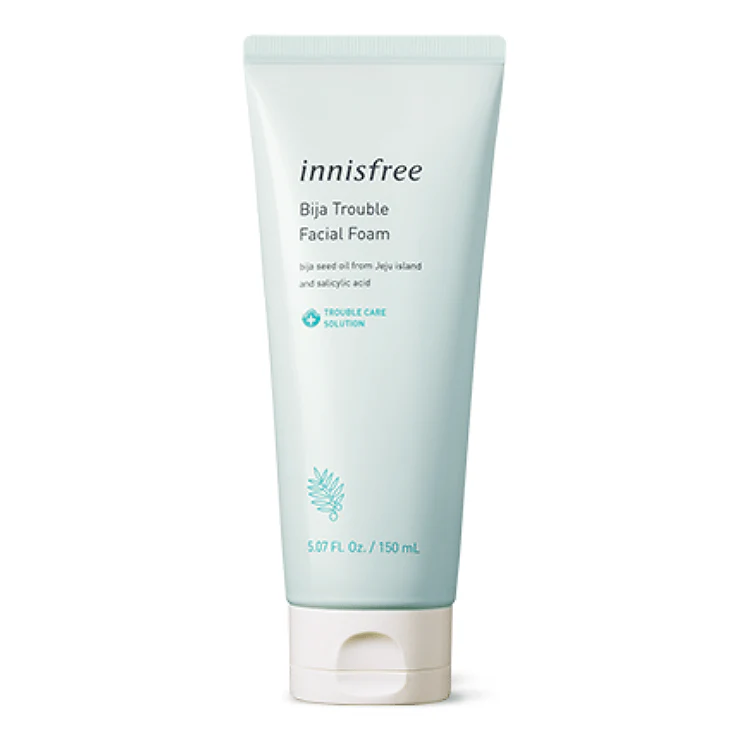 innisfree
Bija Trouble
Facial Foam
bija seed oil from Jeju island
and salicylic acid
TROUBLE CARE
SOLUTION
5.07 FL. Oz. / 150 mL